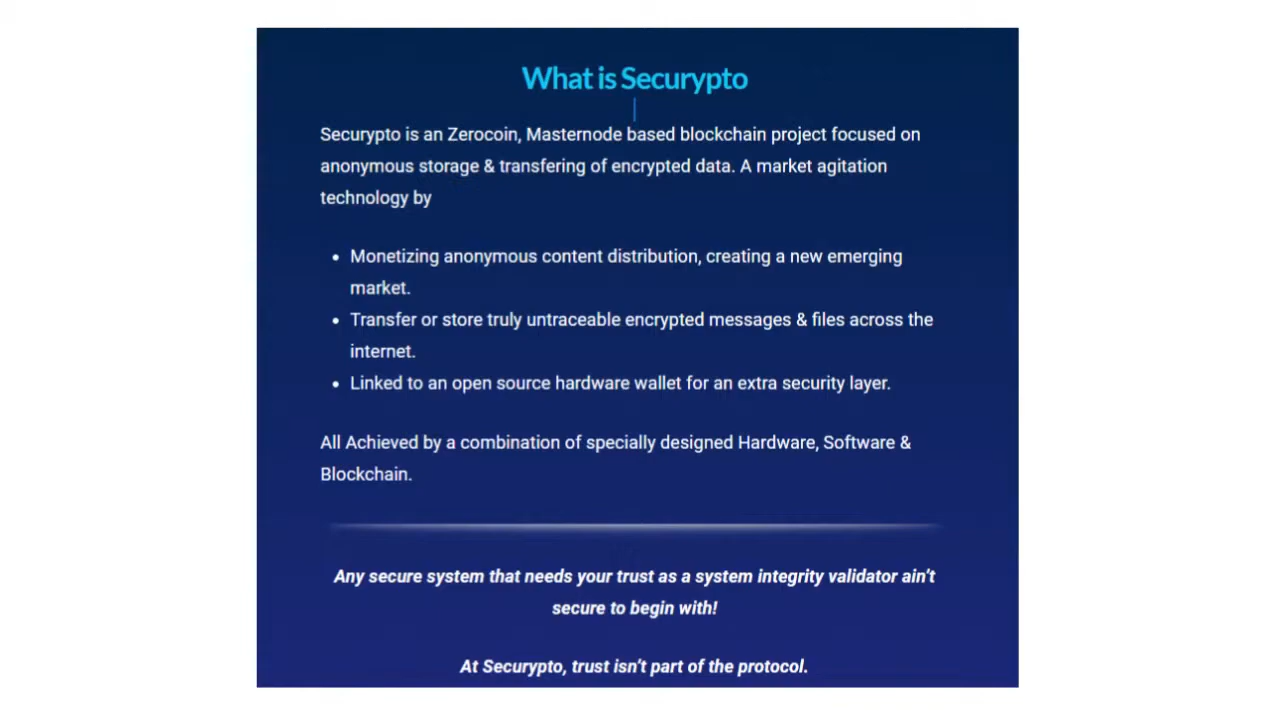 What is Securypto
Securypto is an Zerocoin, Masternode based blockchain project focused on
anonymous storage & transfering of encrypted data. A market agitation
technology by
• Monetizing anonymous content distribution, creating a new emerging
market.
• Transfer or store truly untraceable encrypted messages & files across the
internet.
• Linked to an open source hardware wallet for an extra security layer.
All Achieved by a combination of specially designed Hardware, Software &
Blockchain.
Any secure system that needs your trust as a system integrity validator ain't
secure to begin with!
At Securypto, trust isn't part of the protocol.